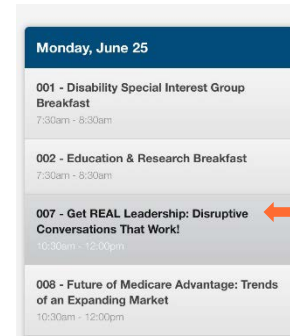 Monday, June 25
001 - Disability Special Interest Group
Breakfast
7:30am - 8:30am
002 - Education & Research Breakfast
7:30am - 8:30am
007 - Get REAL Leadership: Disruptive
Conversations That Work!
10:30am - 12:00pm
008 - Future of Medicare Advantage: Trends
of an Expanding Market
10:30am - 12:00pm